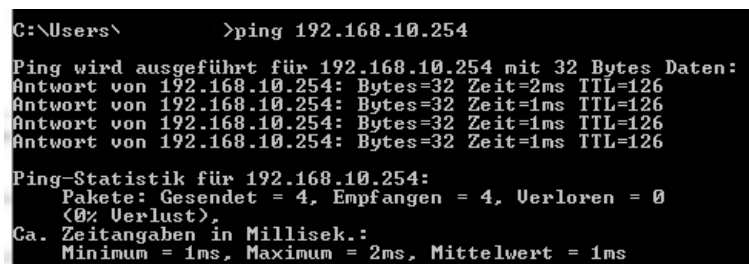 C:\Users\ >ping 192.168.10.254
Ping wird ausgeführt für 192.168.10.254 mit 32 Bytes Daten:
Antwort von 192.168.10.254: Bytes=32 Zeit=2ms TTL=126
Antwort von 192.168.10.254: Bytes=32 Zeit=1ms TTL=126
Antwort von 192.168.10.254: Bytes=32 Zeit=1ms TTL=126
Antwort von 192.168.10.254: Bytes=32 Zeit=1ms TTL=126
Ping-Statistik für 192.168.10.254:
Pakete: Gesendet = 4, Empfangen = 4, Verloren = 0
(0% Verlust),
Ca. Zeitangaben in Millisek.:
Minimum = 1ms, Maximum = 2ms, Mittelwert = 1ms